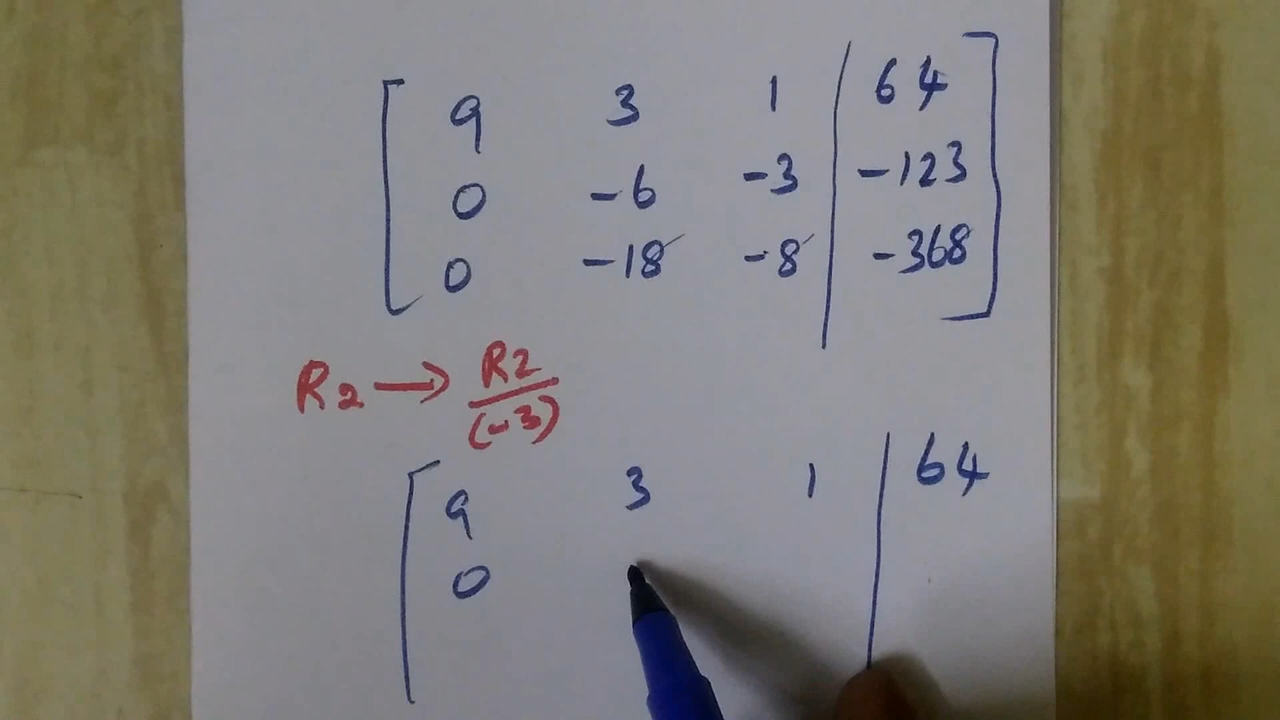 9 3 1 64
0 -6 -3 -123
0 -18 -8 -368
R2 → R2/(-3)
9 3 1 64
0